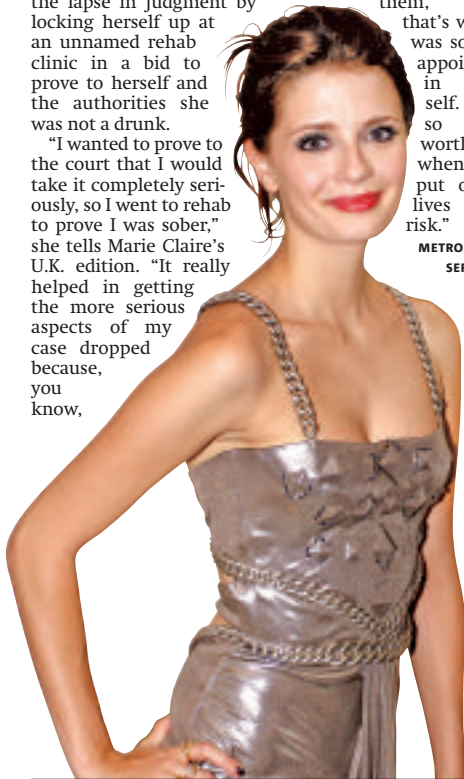 the lapse in judgment by
locking herself up at
an unnamed rehab
clinic in a bid to
prove to herself and
the authorities she
was not a drunk.
“I wanted to prove to
the court that I would
take it completely seri-
ously, so I went to rehab
to prove I was sober,”
she tells Marie Claire’s
U.K. edition. “It really
helped in getting
the more serious
aspects of my
case dropped
because,
you
know,
them,
that’s
was
in
self.
so
when
put
lives
risk.”
METRO